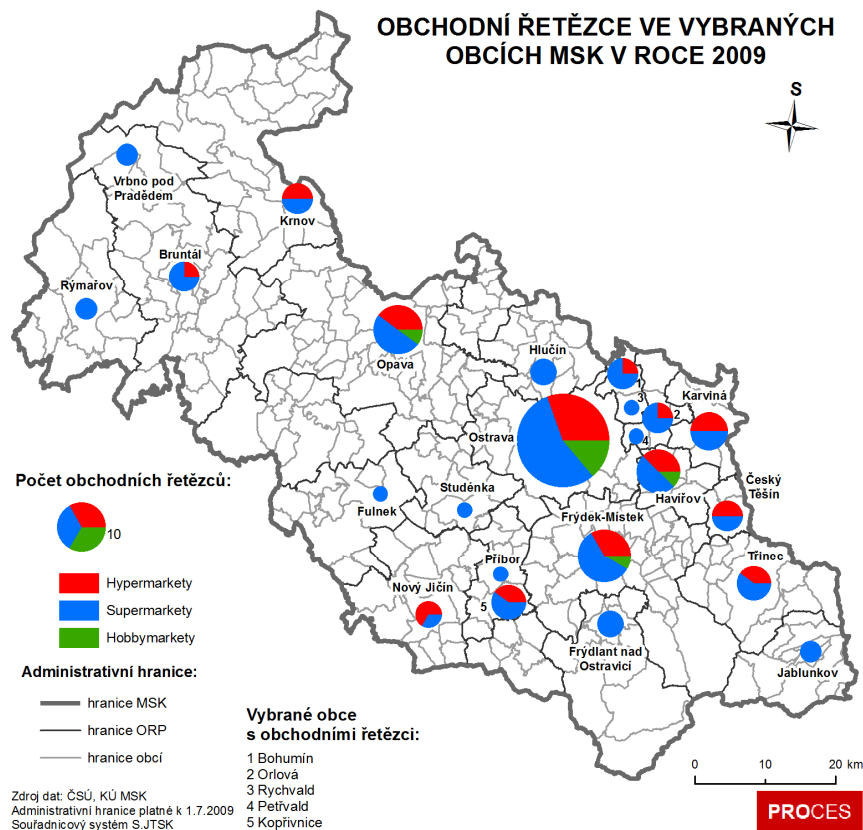 OBCHODNÍ ŘETĚZCE VE VYBRANÝCH
OBCÍCH MSK V ROCE 2009
S
Vrbno pod
Pradědem
Krnov
Bruntál
Rýmařov
Opava
Hlučín
1
3
Karviná
2
4
Ostrava
Havířov
Český
Těšín
Studénka
Fulnek
Frýdek-Místek
Příbor
Třinec
Nový Jičín
5
Frýdlant nad
Ostravicí
Jablunkov
Počet obchodních řetězců:
10
Hypermarkety
Supermarkety
Hobbymarkety
Administrativní hranice:
hranice MSK
hranice ORP
hranice obcí
Vybrané obce
s obchodními řetězci:
1 Bohumín
2 Orlová
3 Rychvald
4 Petřvald
5 Kopřivnice
0 10 20 km
Zdroj dat: ČSÚ, KÚ MSK
Administrativní hranice platné k 1.7.2009
Souřadnicový systém S.JTSK
PROCES